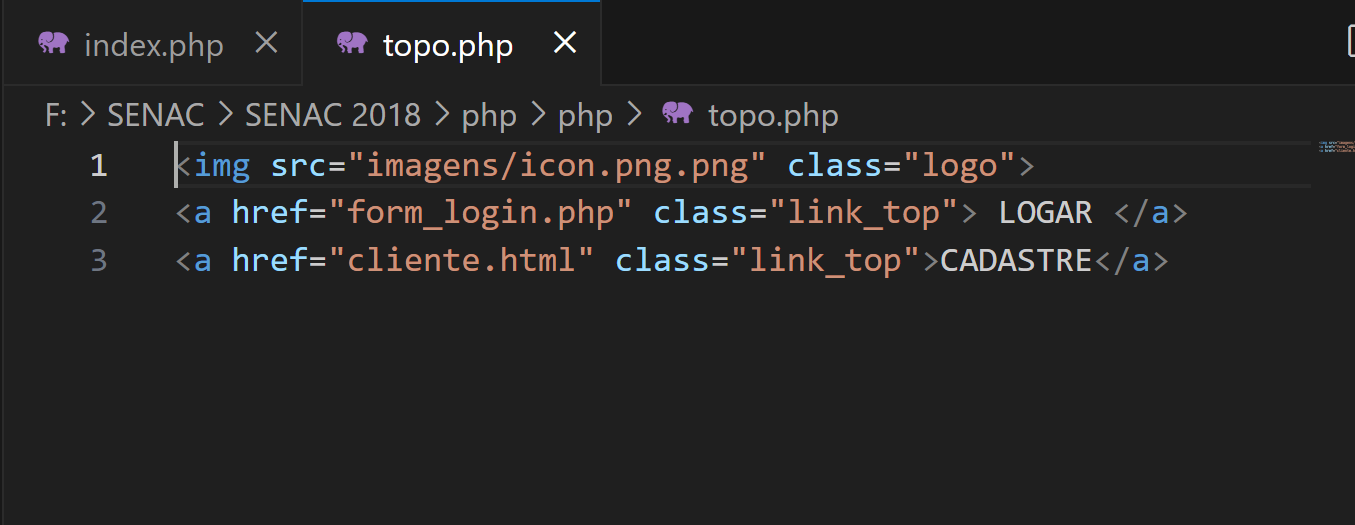 index.php topo.php
F: > SENAC > SENAC 2018 > php > php > topo.php
1 <img src="imagens/icon.png.png" class="logo">
2 <a href="form_login.php" class="link_top"> LOGAR </a>
3 <a href="cliente.html" class="link_top">CADASTRE</a>